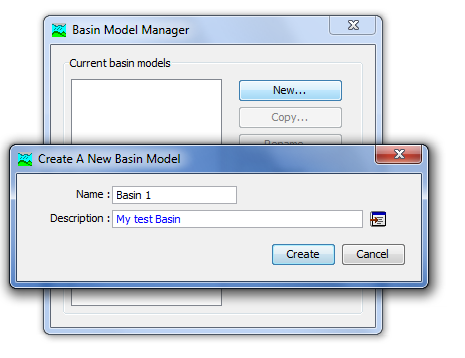 Basin Model Manager
Current basin models
New...
Copy...
Create A New Basin Model
Name : Basin 1
Description : My test Basin
Create Cancel